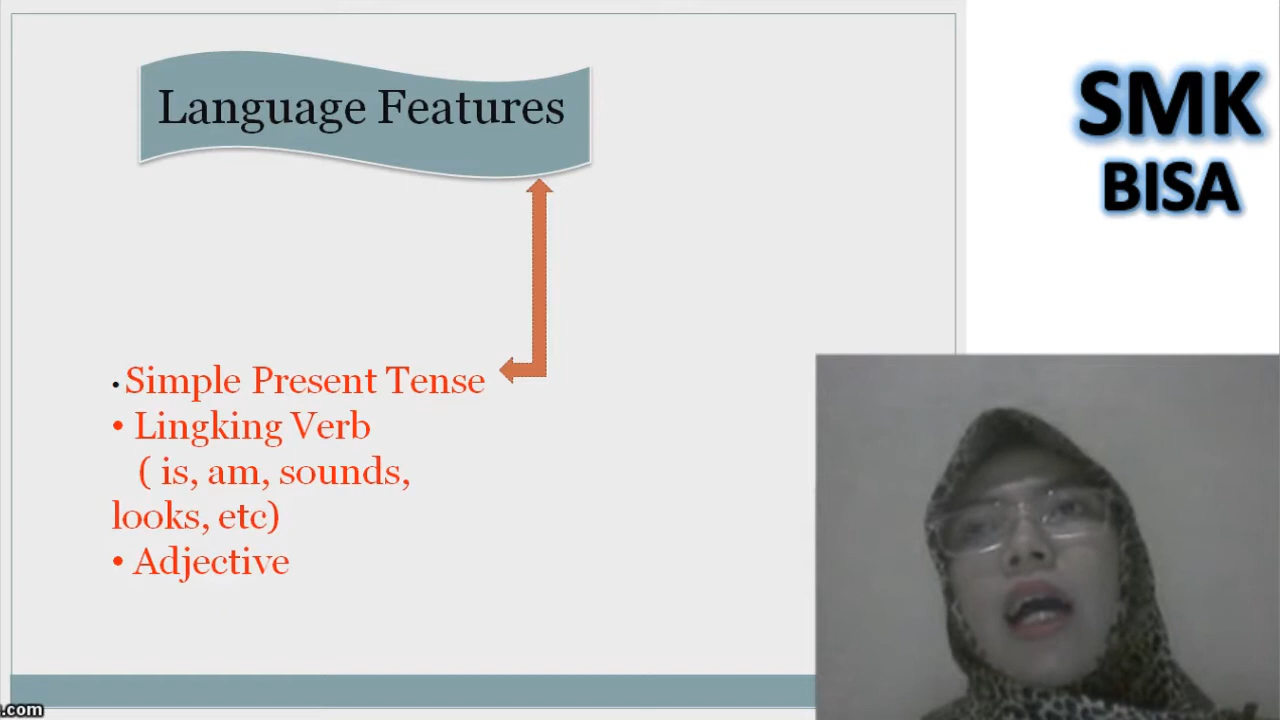 Language Features
SMK
BISA
• Simple Present Tense
• Lingking Verb
( is, am, sounds,
looks, etc)
• Adjective
.com